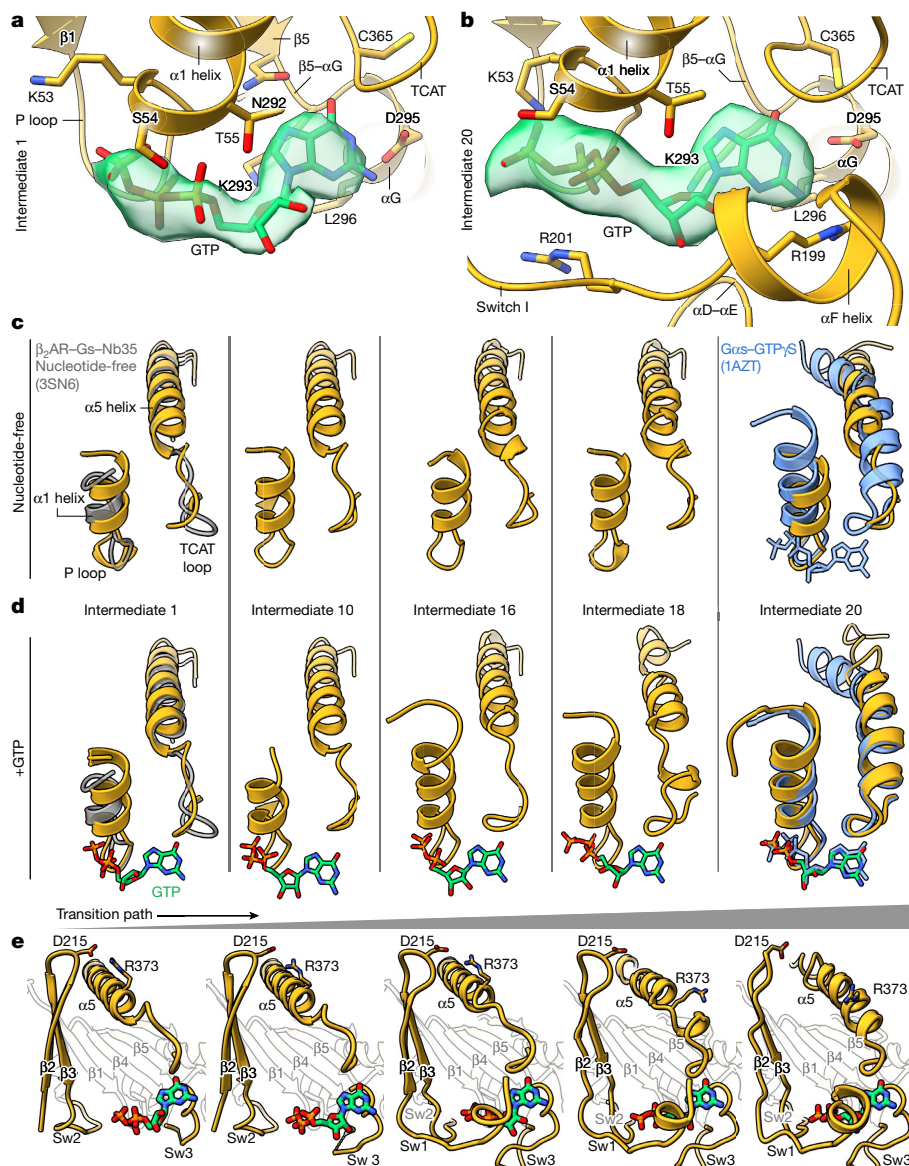 a
β1
K53
P loop
S54
α1 helix
β5
C365
β5–αG
TCAT
N292
T55
D295
K293
αG
L296
GTP
Intermediate 1
b
K53
S54
α1 helix
T55
β5–αG
C365
TCAT
D295
K293
αG
L296
GTP
R201
R199
Switch I
αD–αE
αF helix
Intermediate 20
c
Nucleotide-free
β2AR–Gs–Nb35
Nucleotide-free
(3SN6)
α5 helix
α1 helix
P loop
TCAT
loop
Gαs–GTPγS
(1AZT)
d
Intermediate 1
Intermediate 10
Intermediate 16
Intermediate 18
Intermediate 20
+GTP
GTP
Transition path
e
D215
R373
α5
β5
β4
β1
β2
β3
Sw2
Sw3
D215
R373
α5
β5
β4
β1
β2
β3
Sw2
Sw 3
D215
R373
α5
β5
β4
β1
β2
β3
Sw2
Sw1
Sw3
D215
R373
α5
β5
β4
β1
β2
β3
Sw2
Sw1
Sw3
D215
R373
α5
β5
β4
β1
β2
β3
Sw2
Sw1
Sw3